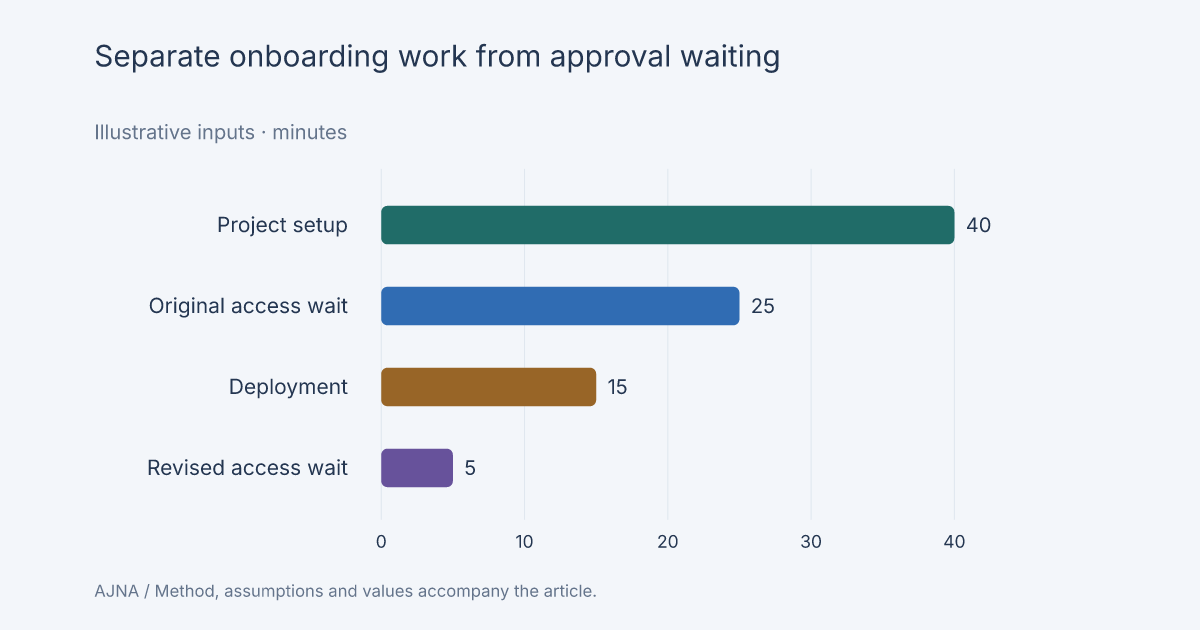 Separate onboarding work from approval waiting
Illustrative inputs · minutes
Project setup 40
Original access wait 25
Deployment 15
Revised access wait 5
0 10 20 30 40
AJNA / Method, assumptions and values accompany the article.